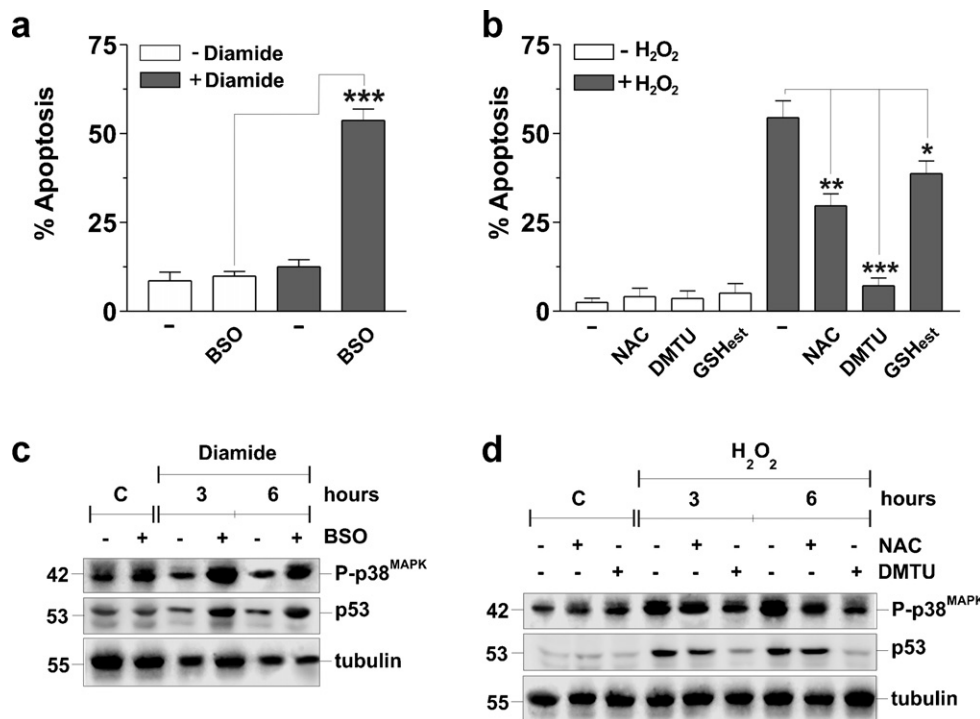 a
75
50
25
0
% Apoptosis
- Diamide
+ Diamide
***
- BSO - BSO
b
75
50
25
0
% Apoptosis
- H₂O₂
+ H₂O₂
** *** *
- NAC DMTU GSHest - NAC DMTU GSHest
c
Diamide
C 3 6 hours
- + - + - + BSO
42 P-p38MAPK
53 p53
55 tubulin
d
H₂O₂
C 3 6 hours
- + - - + - - + - NAC
- - + - - + - - + DMTU
42 P-p38MAPK
53 p53
55 tubulin